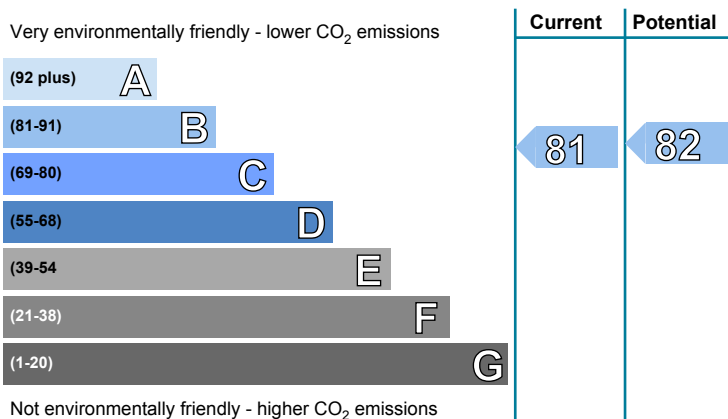 Current Potential
Very environmentally friendly - lower CO2 emissions
(92 plus) A
(81-91) B
81 82
(69-80) C
(55-68) D
(39-54 E
(21-38) F
(1-20) G
Not environmentally friendly - higher CO2 emissions